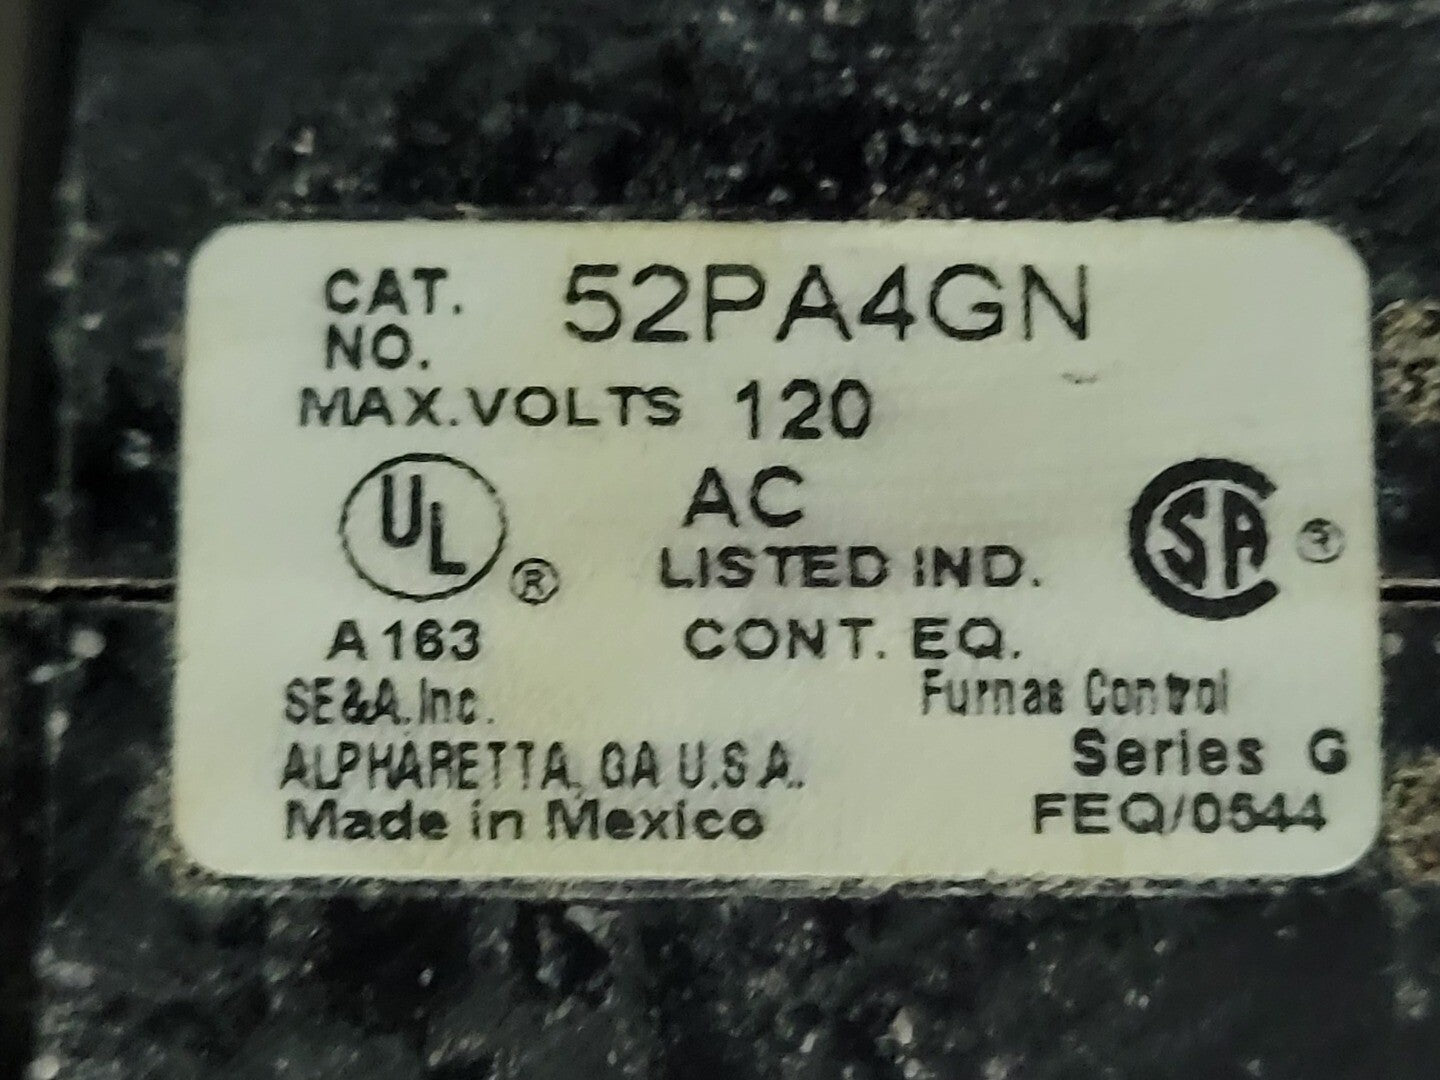 CAT. NO. 52PA4GN
MAX. VOLTS 120
UL ® AC SA ®
LISTED IND.
A163 CONT. EQ.
SE&A. Inc. Furnas Control
ALPHARETTA, GA U.S.A. Series G
Made in Mexico FEQ/0544